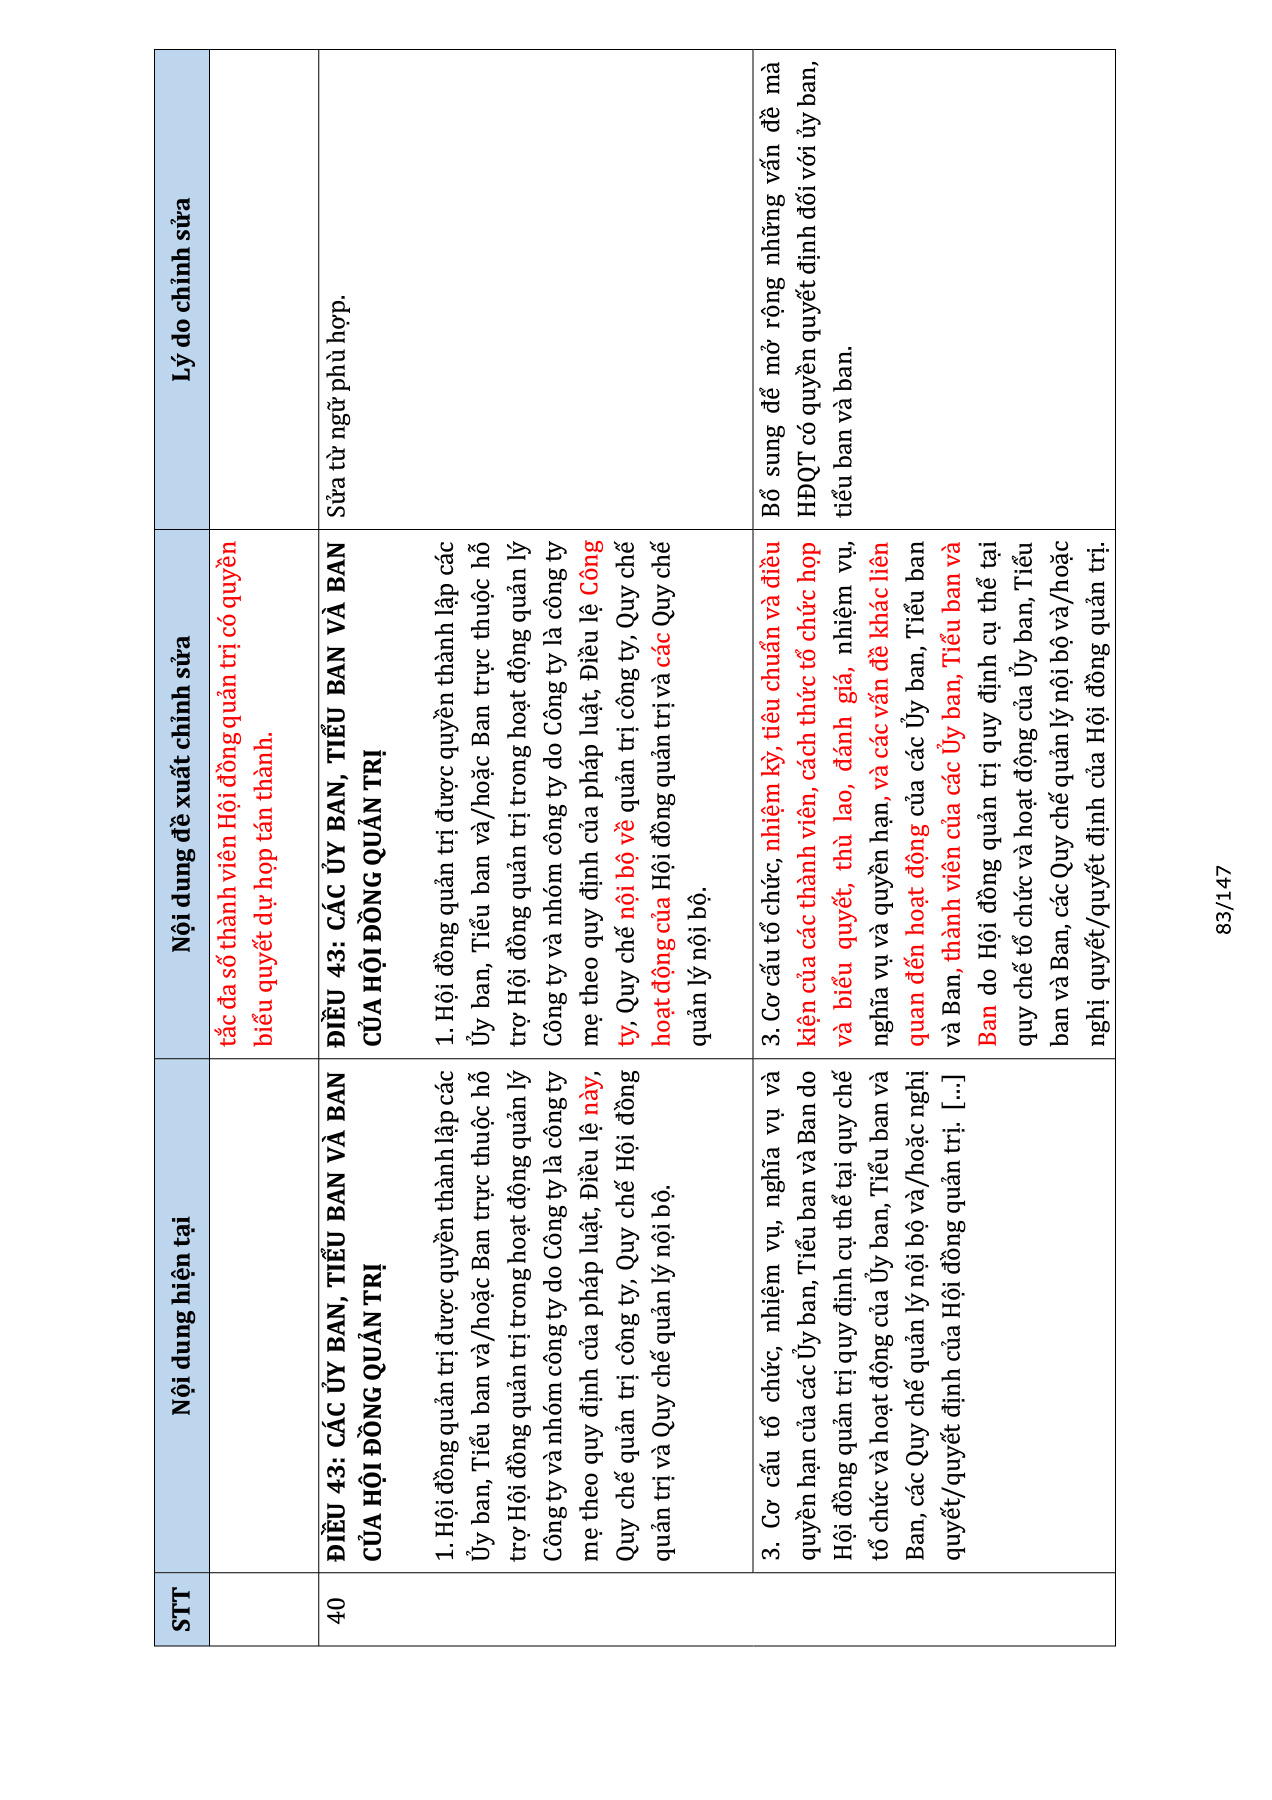 STT
Nội dung hiện tại
Nội dung đề xuất chỉnh sửa
Lý do chỉnh sửa
tắc đa số thành viên Hội đồng quản trị có quyền
biểu quyết dự họp tán thành.
40
ĐIỀU 43: CÁC ỦY BAN, TIỂU BAN VÀ BAN
CỦA HỘI ĐỒNG QUẢN TRỊ
1. Hội đồng quản trị được quyền thành lập các
Ủy ban, Tiểu ban và/hoặc Ban trực thuộc hỗ
trợ Hội đồng quản trị trong hoạt động quản lý
Công ty và nhóm công ty do Công ty là công ty
mẹ theo quy định của pháp luật, Điều lệ này,
Quy chế quản trị công ty, Quy chế Hội đồng
quản trị và Quy chế quản lý nội bộ.
ĐIỀU 43: CÁC ỦY BAN, TIỂU BAN VÀ BAN
CỦA HỘI ĐỒNG QUẢN TRỊ
1. Hội đồng quản trị được quyền thành lập các
Ủy ban, Tiểu ban và/hoặc Ban trực thuộc hỗ
trợ Hội đồng quản trị trong hoạt động quản lý
Công ty và nhóm công ty do Công ty là công ty
mẹ theo quy định của pháp luật, Điều lệ Công
ty, Quy chế nội bộ về quản trị công ty, Quy chế
hoạt động của Hội đồng quản trị và các Quy chế
quản lý nội bộ.
Sửa từ ngữ phù hợp.
3. Cơ cấu tổ chức, nhiệm vụ, nghĩa vụ và
quyền hạn của các Ủy ban, Tiểu ban và Ban do
Hội đồng quản trị quy định cụ thể tại quy chế
tổ chức và hoạt động của Ủy ban, Tiểu ban và
Ban, các Quy chế quản lý nội bộ và/hoặc nghị
quyết/quyết định của Hội đồng quản trị. [...]
3. Cơ cấu tổ chức, nhiệm kỳ, tiêu chuẩn và điều
kiện của các thành viên, cách thức tổ chức họp
và biểu quyết, thù lao, đánh giá, nhiệm vụ,
nghĩa vụ và quyền hạn, và các vấn đề khác liên
quan đến hoạt động của các Ủy ban, Tiểu ban
và Ban, thành viên của các Ủy ban, Tiểu ban và
Ban do Hội đồng quản trị quy định cụ thể tại
quy chế tổ chức và hoạt động của Ủy ban, Tiểu
ban và Ban, các Quy chế quản lý nội bộ và/hoặc
nghị quyết/quyết định của Hội đồng quản trị.
Bổ sung để mở rộng những vấn đề mà
HĐQT có quyền quyết định đối với ủy ban,
tiểu ban và ban.
83/147